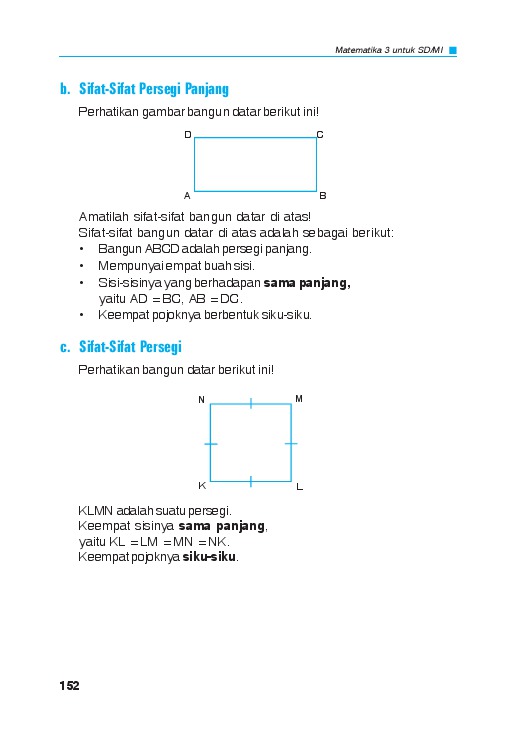 Matematika 3 untuk SD/MI
b. Sifat-Sifat Persegi Panjang
Perhatikan gambar bangun datar berikut ini!
D C
A B
Amatilah sifat-sifat bangun datar di atas!
Sifat-sifat bangun datar di atas adalah sebagai berikut:
• Bangun ABCD adalah persegi panjang.
• Mempunyai empat buah sisi.
• Sisi-sisinya yang berhadapan sama panjang,
yaitu AD = BC, AB = DC.
• Keempat pojoknya berbentuk siku-siku.
c. Sifat-Sifat Persegi
Perhatikan bangun datar berikut ini!
N M
K L
KLMN adalah suatu persegi.
Keempat sisinya sama panjang,
yaitu KL = LM = MN = NK.
Keempat pojoknya siku-siku.
152